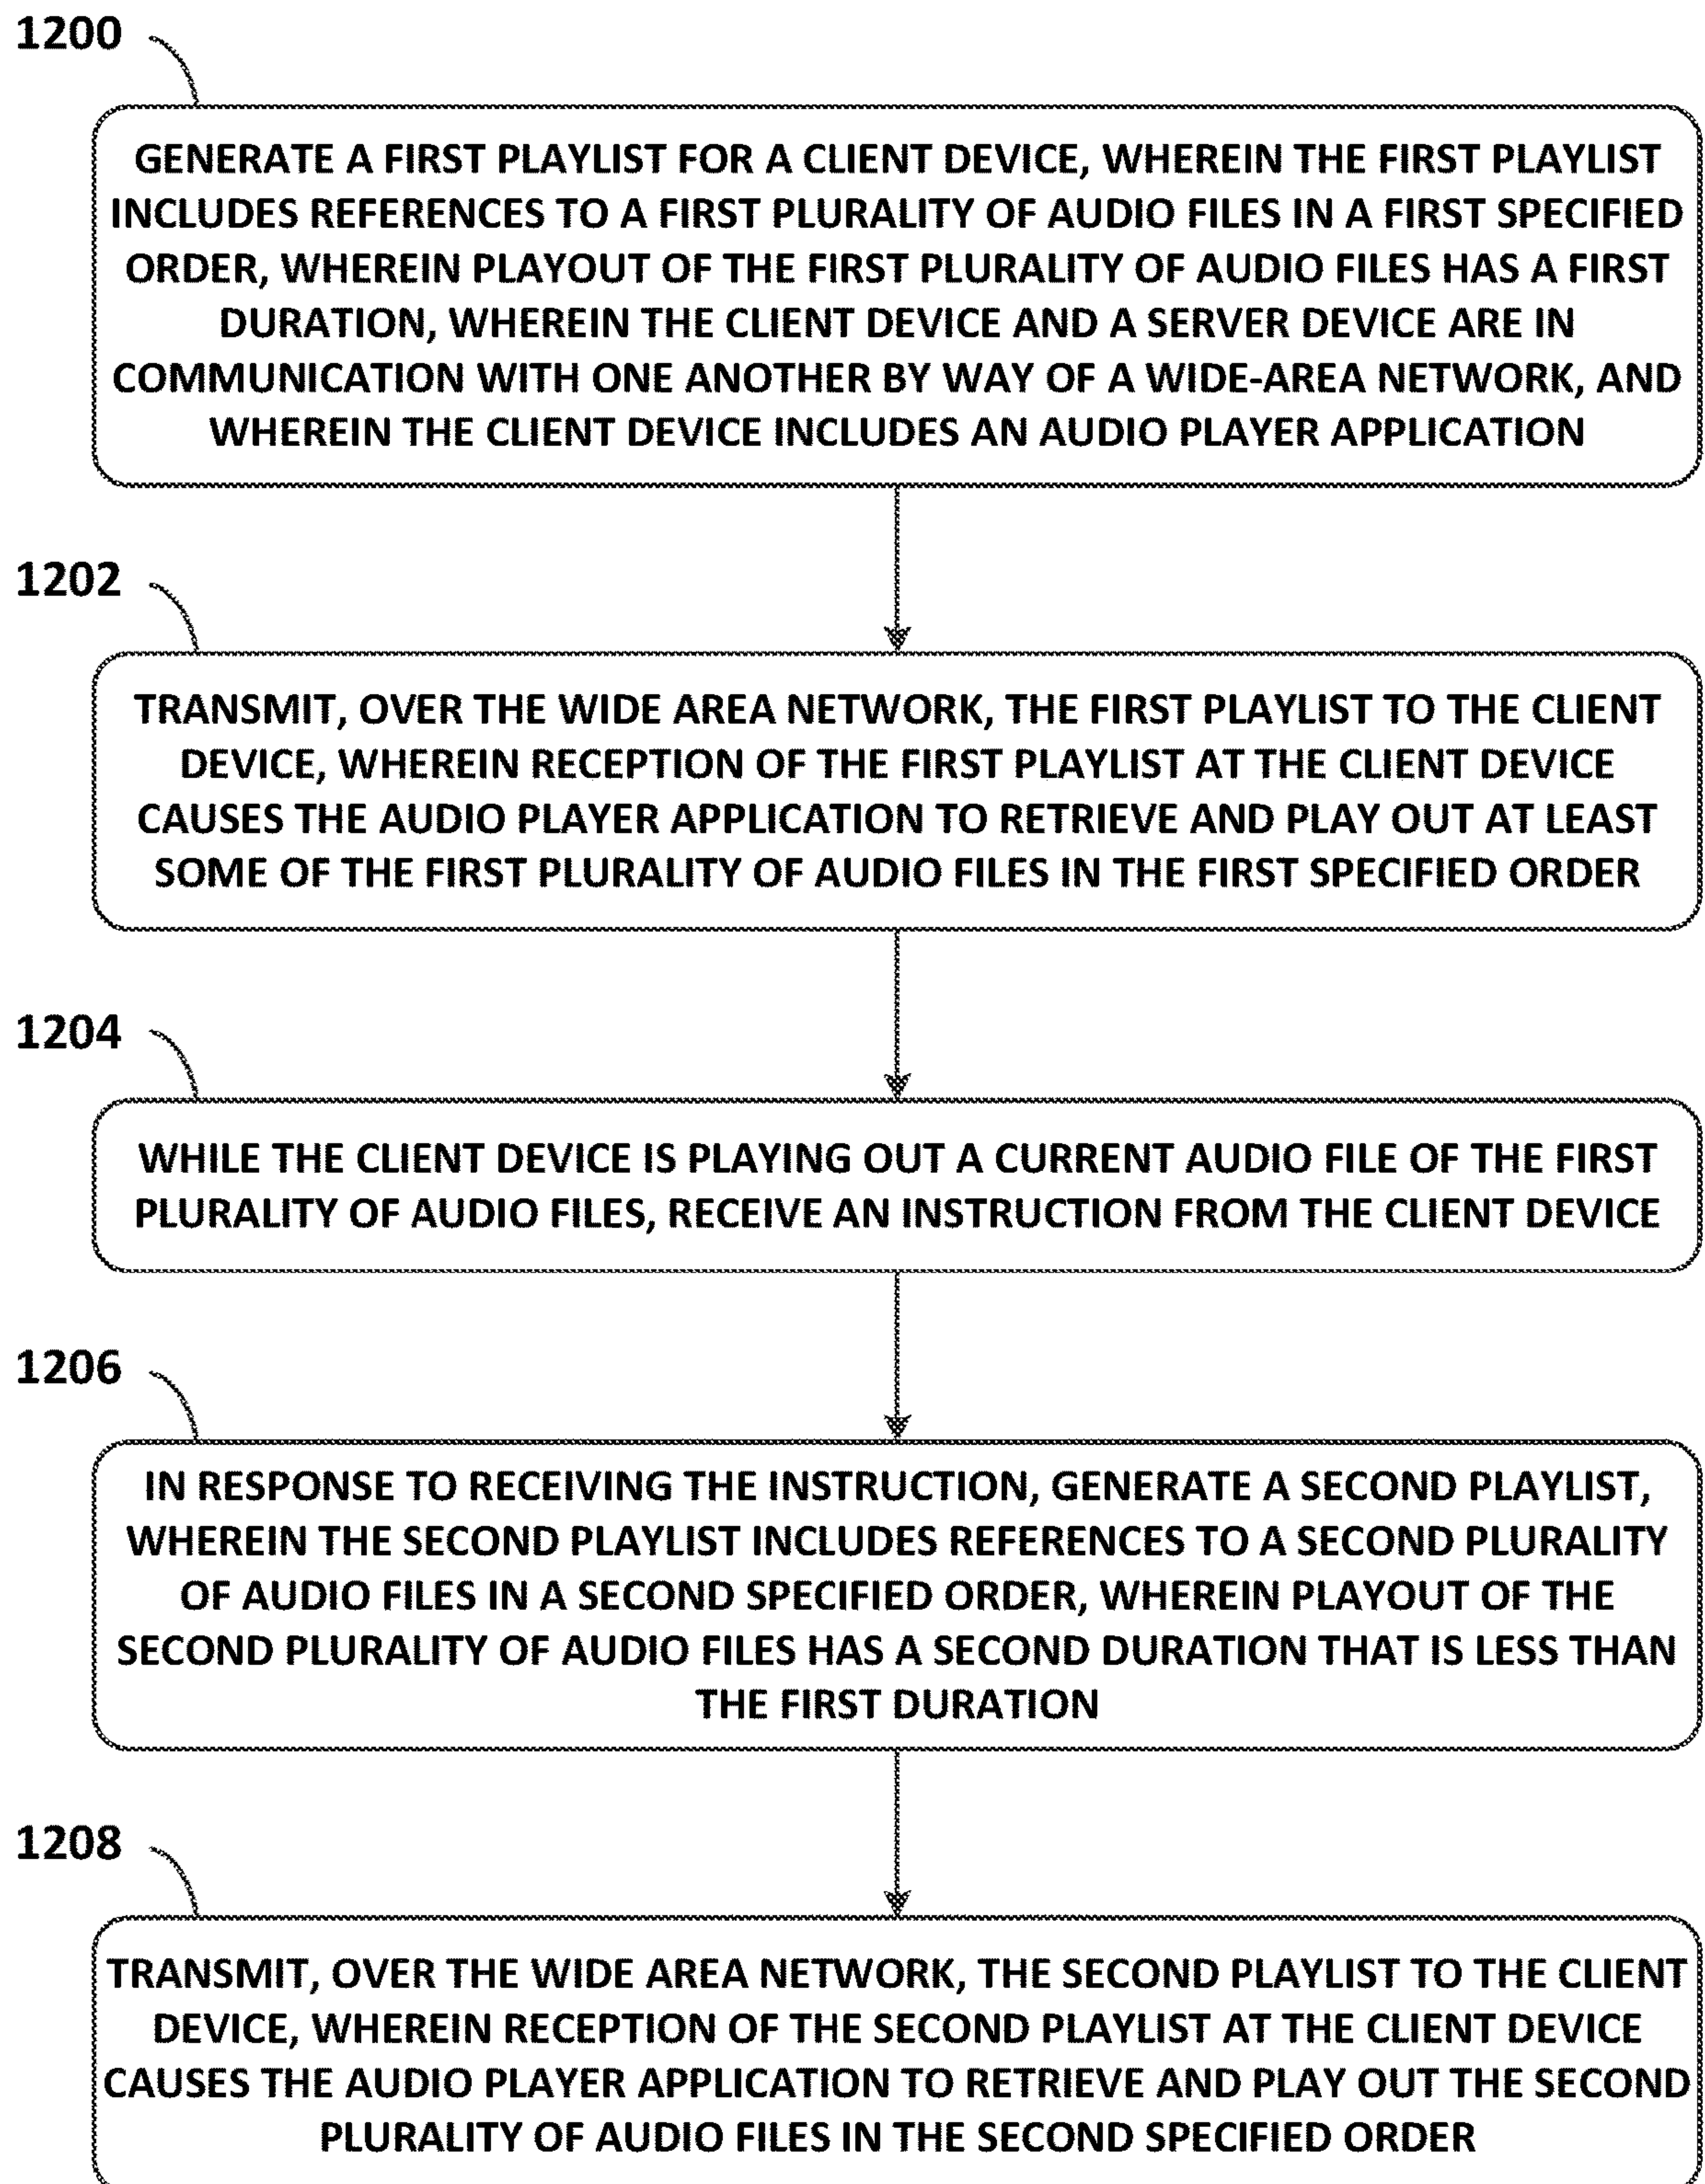 1200
GENERATE A FIRST PLAYLIST FOR A CLIENT DEVICE, WHEREIN THE FIRST PLAYLIST
INCLUDES REFERENCES TO A FIRST PLURALITY OF AUDIO FILES IN A FIRST SPECIFIED
ORDER, WHEREIN PLAYOUT OF THE FIRST PLURALITY OF AUDIO FILES HAS A FIRST
DURATION, WHEREIN THE CLIENT DEVICE AND A SERVER DEVICE ARE IN
COMMUNICATION WITH ONE ANOTHER BY WAY OF A WIDE-AREA NETWORK, AND
WHEREIN THE CLIENT DEVICE INCLUDES AN AUDIO PLAYER APPLICATION
1202
TRANSMIT, OVER THE WIDE AREA NETWORK, THE FIRST PLAYLIST TO THE CLIENT
DEVICE, WHEREIN RECEPTION OF THE FIRST PLAYLIST AT THE CLIENT DEVICE
CAUSES THE AUDIO PLAYER APPLICATION TO RETRIEVE AND PLAY OUT AT LEAST
SOME OF THE FIRST PLURALITY OF AUDIO FILES IN THE FIRST SPECIFIED ORDER
1204
WHILE THE CLIENT DEVICE IS PLAYING OUT A CURRENT AUDIO FILE OF THE FIRST
PLURALITY OF AUDIO FILES, RECEIVE AN INSTRUCTION FROM THE CLIENT DEVICE
1206
IN RESPONSE TO RECEIVING THE INSTRUCTION, GENERATE A SECOND PLAYLIST,
WHEREIN THE SECOND PLAYLIST INCLUDES REFERENCES TO A SECOND PLURALITY
OF AUDIO FILES IN A SECOND SPECIFIED ORDER, WHEREIN PLAYOUT OF THE
SECOND PLURALITY OF AUDIO FILES HAS A SECOND DURATION THAT IS LESS THAN
THE FIRST DURATION
1208
TRANSMIT, OVER THE WIDE AREA NETWORK, THE SECOND PLAYLIST TO THE CLIENT
DEVICE, WHEREIN RECEPTION OF THE SECOND PLAYLIST AT THE CLIENT DEVICE
CAUSES THE AUDIO PLAYER APPLICATION TO RETRIEVE AND PLAY OUT THE SECOND
PLURALITY OF AUDIO FILES IN THE SECOND SPECIFIED ORDER